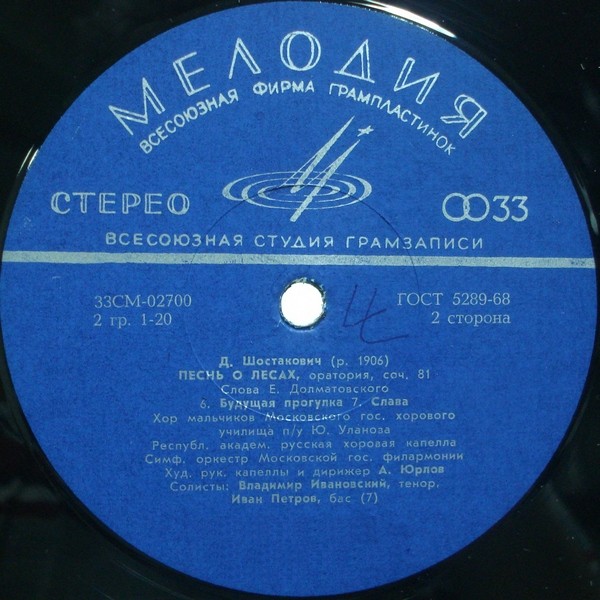 МЕЛОДИЯ
ВСЕСОЮЗНАЯ ФИРМА ГРАМПЛАСТИНОК
СТЕРЕО
33
ВСЕСОЮЗНАЯ СТУДИЯ ГРАМЗАПИСИ
33СМ-02700
ГОСТ 5289-68
2 гр. 1-20
2 сторона
Д. Шостакович (р. 1906)
ПЕСНЬ О ЛЕСАХ, оратория, соч. 81
Слова Е. Долматовского
6. Будущая прогулка 7. Слава
Хор мальчиков Московского гос. хорового
училища п/у Ю. Уланова
Республ. академ. русская хоровая капелла
Симф. оркестр Московской гос. филармонии
Худ. рук. капеллы и дирижер А. Юрлов
Солисты: Владимир Ивановский, тенор,
Иван Петров, бас (7)